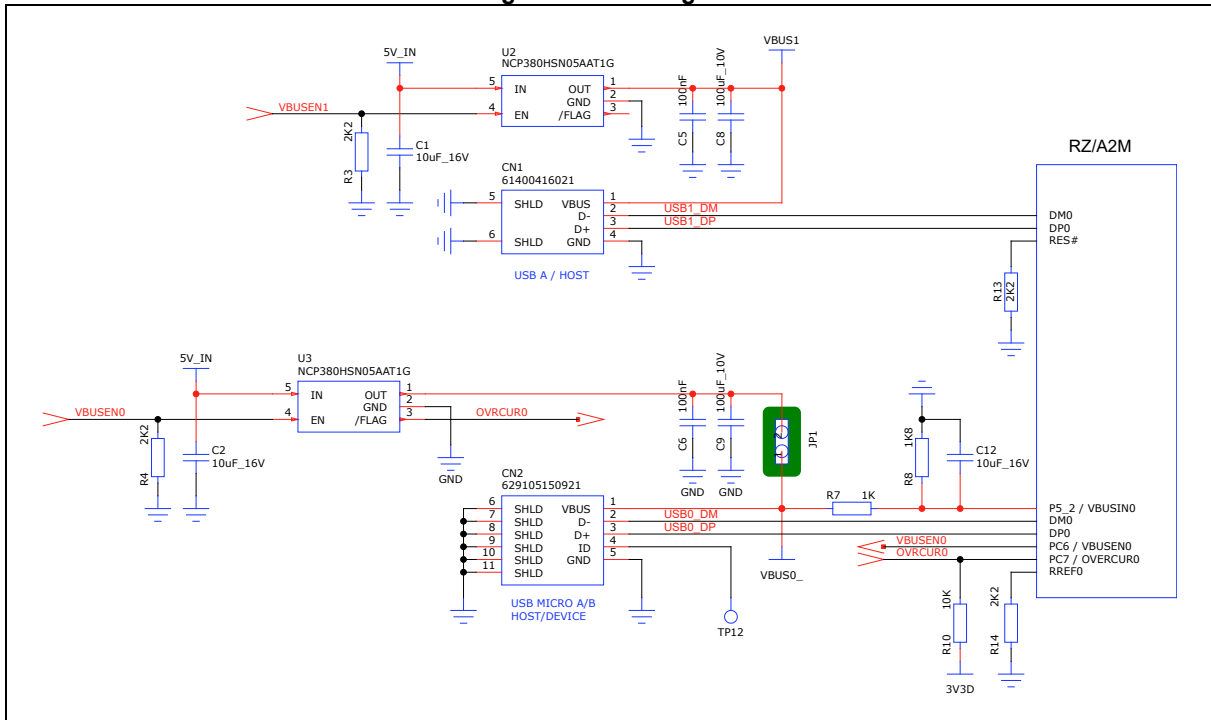 VBUS1
5V_IN
U2
NCP380HSN05AAT1G
5 IN OUT 1
GND 2
4 EN /FLAG 3
VBUSEN1
2K2
R3
C1
10uF_16V
100nF
C5
100uF_10V
C8
RZ/A2M
CN1
61400416021
5 SHLD VBUS 1
D- 2
D+ 3
6 SHLD GND 4
USB1_DM
USB1_DP
USB A / HOST
DM0
DP0
RES#
R13
2K2
5V_IN
U3
NCP380HSN05AAT1G
5 IN OUT 1
GND 2
4 EN /FLAG 3
VBUSEN0
OVRCUR0
2K2
R4
C2
10uF_16V
GND
100nF
C6
GND
100uF_10V
C9
GND
2
1
JP1
1K8
R8
C12
10uF_16V
CN2
629105150921
6 SHLD VBUS 1
7 SHLD D- 2
8 SHLD D+ 3
9 SHLD ID 4
10 SHLD GND 5
11 SHLD
USB0_DM
USB0_DP
USB MICRO A/B
HOST/DEVICE
TP12
VBUS0_
R7 1K
VBUSEN0
OVRCUR0
P5_2 / VBUSIN0
DM0
DP0
PC6 / VBUSEN0
PC7 / OVERCUR0
RREF0
10K
R10
3V3D
2K2
R14